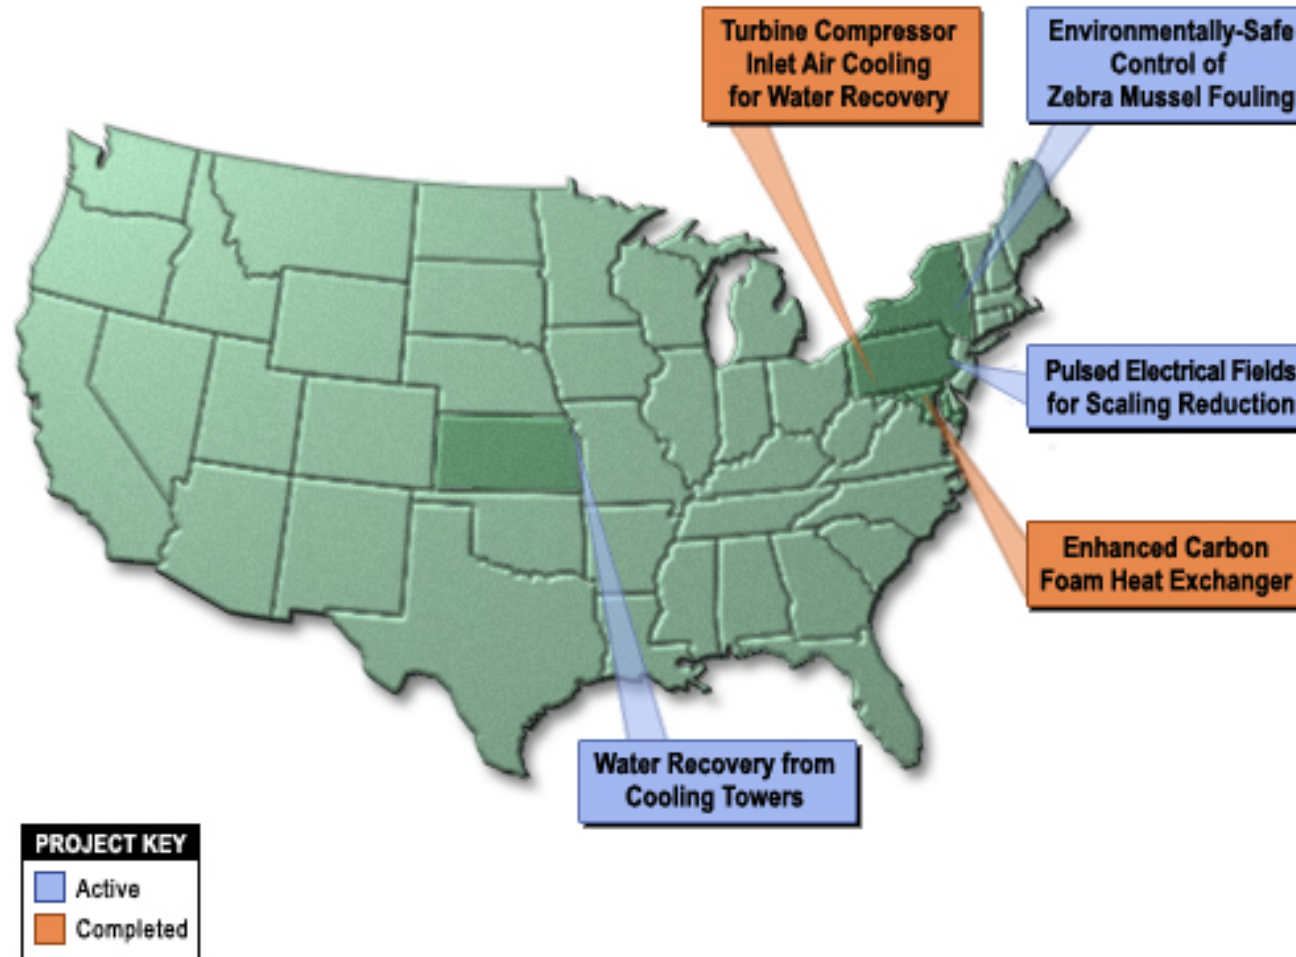 Turbine Compressor
Inlet Air Cooling
for Water Recovery
Environmentally-Safe
Control of
Zebra Mussel Fouling
Pulsed Electrical Fields
for Scaling Reduction
Enhanced Carbon
Foam Heat Exchanger
Water Recovery from
Cooling Towers
PROJECT KEY
Active
Completed